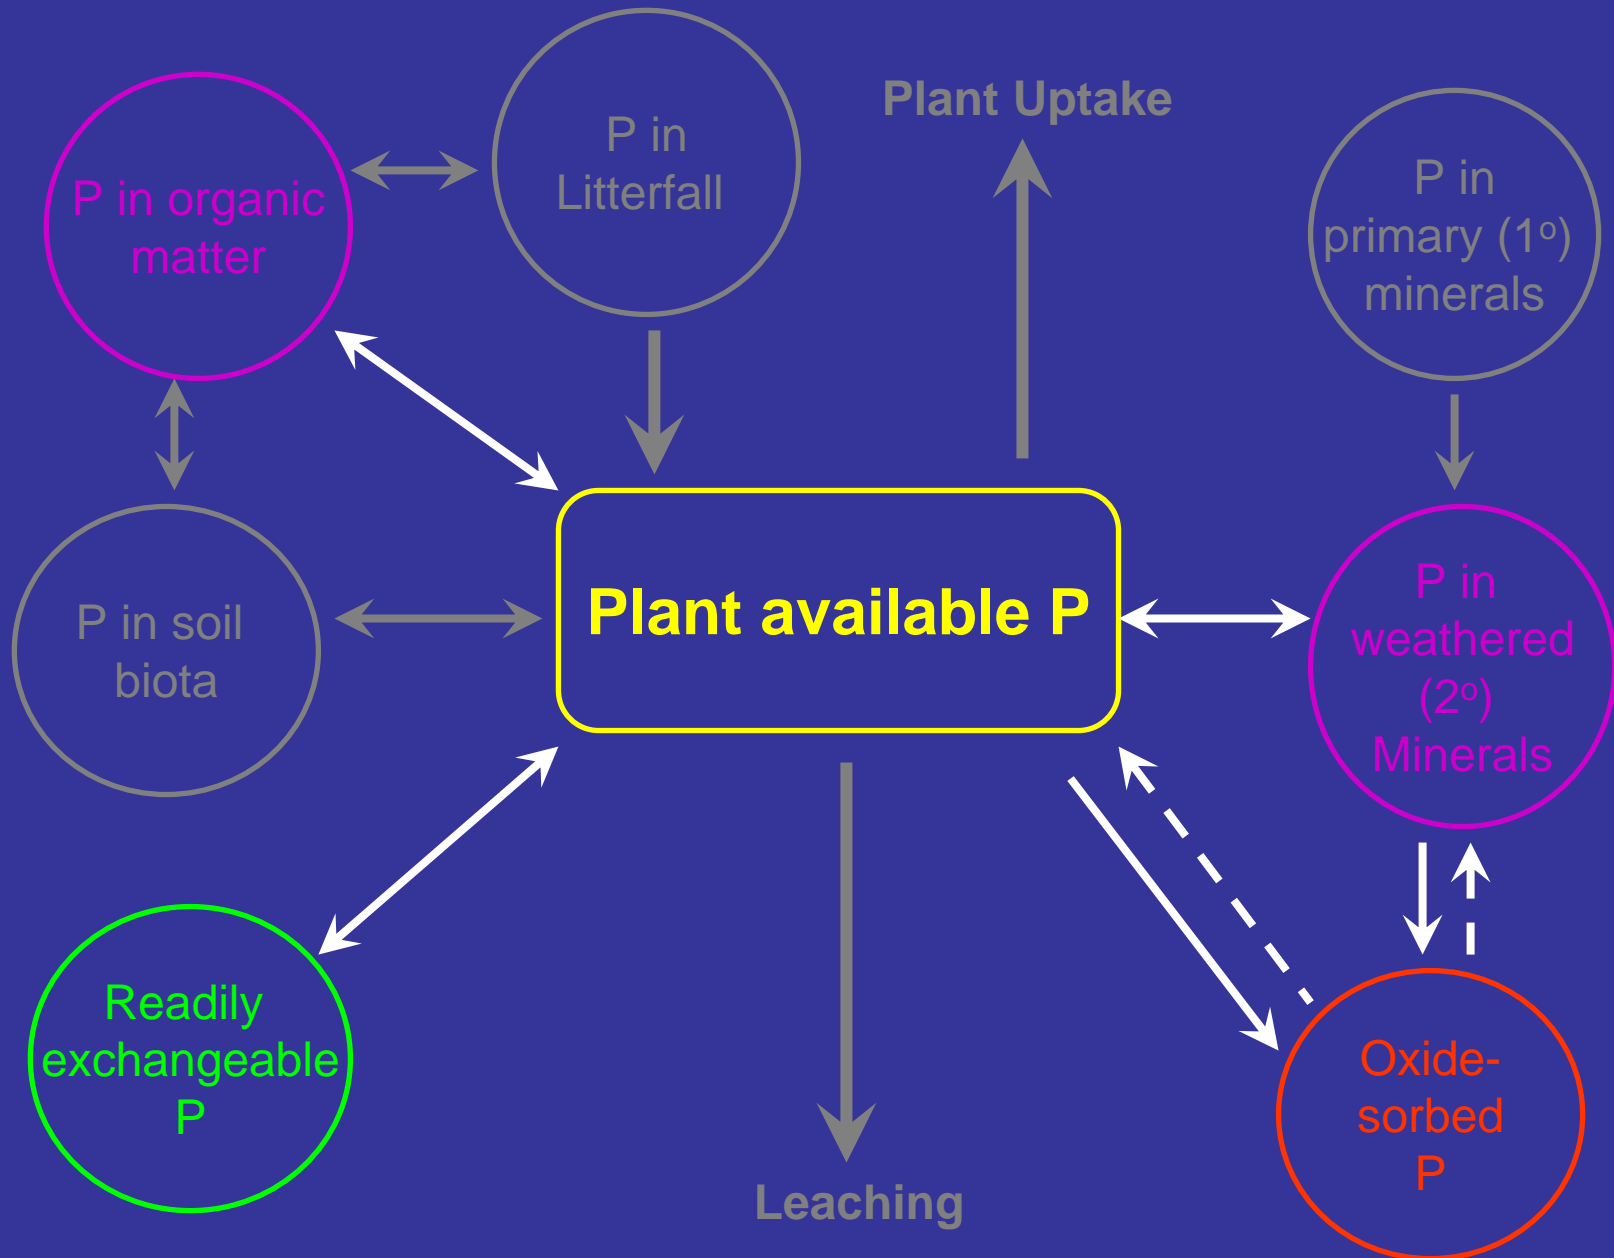 P in
Litterfall
Plant Uptake
P in organic
matter
P in
primary (1º)
minerals
P in soil
biota
Plant available P
P in
weathered
(2º)
Minerals
Readily
exchangeable
P
Oxide-
sorbed
P
Leaching